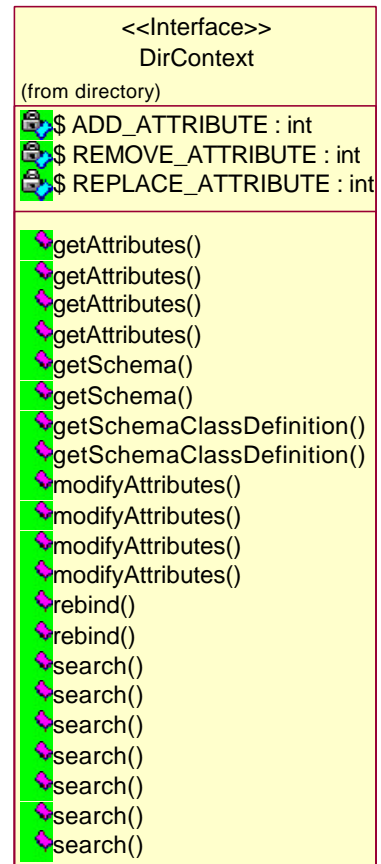 <<Interface>>
DirContext
(from directory)
$ ADD_ATTRIBUTE : int
$ REMOVE_ATTRIBUTE : int
$ REPLACE_ATTRIBUTE : int
getAttributes()
getAttributes()
getAttributes()
getAttributes()
getSchema()
getSchema()
getSchemaClassDefinition()
getSchemaClassDefinition()
modifyAttributes()
modifyAttributes()
modifyAttributes()
modifyAttributes()
rebind()
rebind()
search()
search()
search()
search()
search()
search()
search()